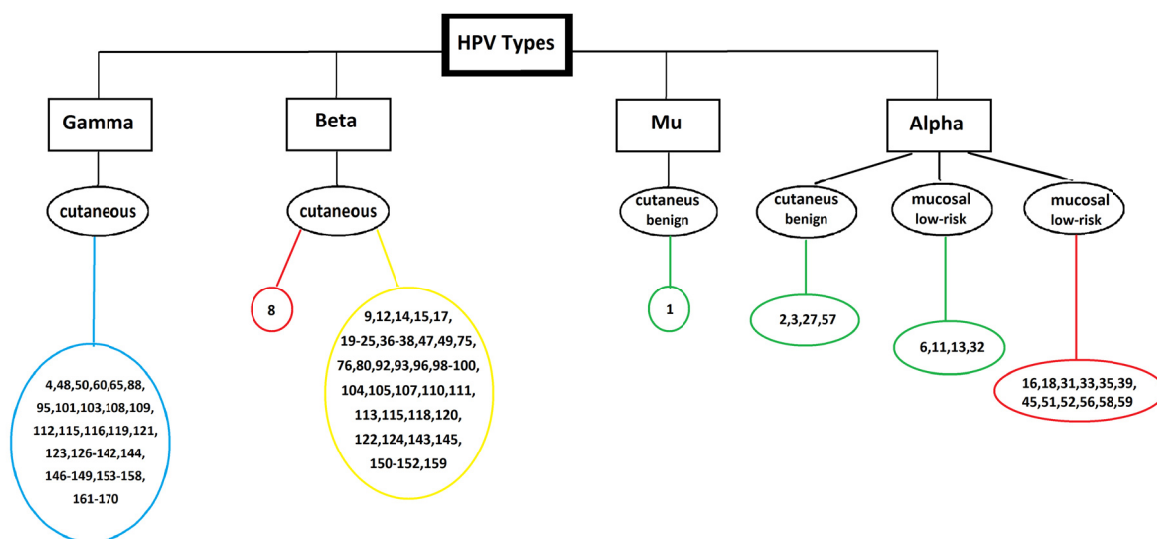 HPV Types
Gamma
Beta
Mu
Alpha
cutaneous
cutaneous
cutaneus
benign
cutaneus
benign
mucosal
low-risk
mucosal
low-risk
4,48,50,60,65,88,
95,101,103,108,109,
112,115,116,119,121,
123,126-142,144,
146-149,153-158,
161-170
8
9,12,14,15,17,
19-25,36-38,47,49,75,
76,80,92,93,96,98-100,
104,105,107,110,111,
113,115,118,120,
122,124,143,145,
150-152,159
1
2,3,27,57
6,11,13,32
16,18,31,33,35,39,
45,51,52,56,58,59